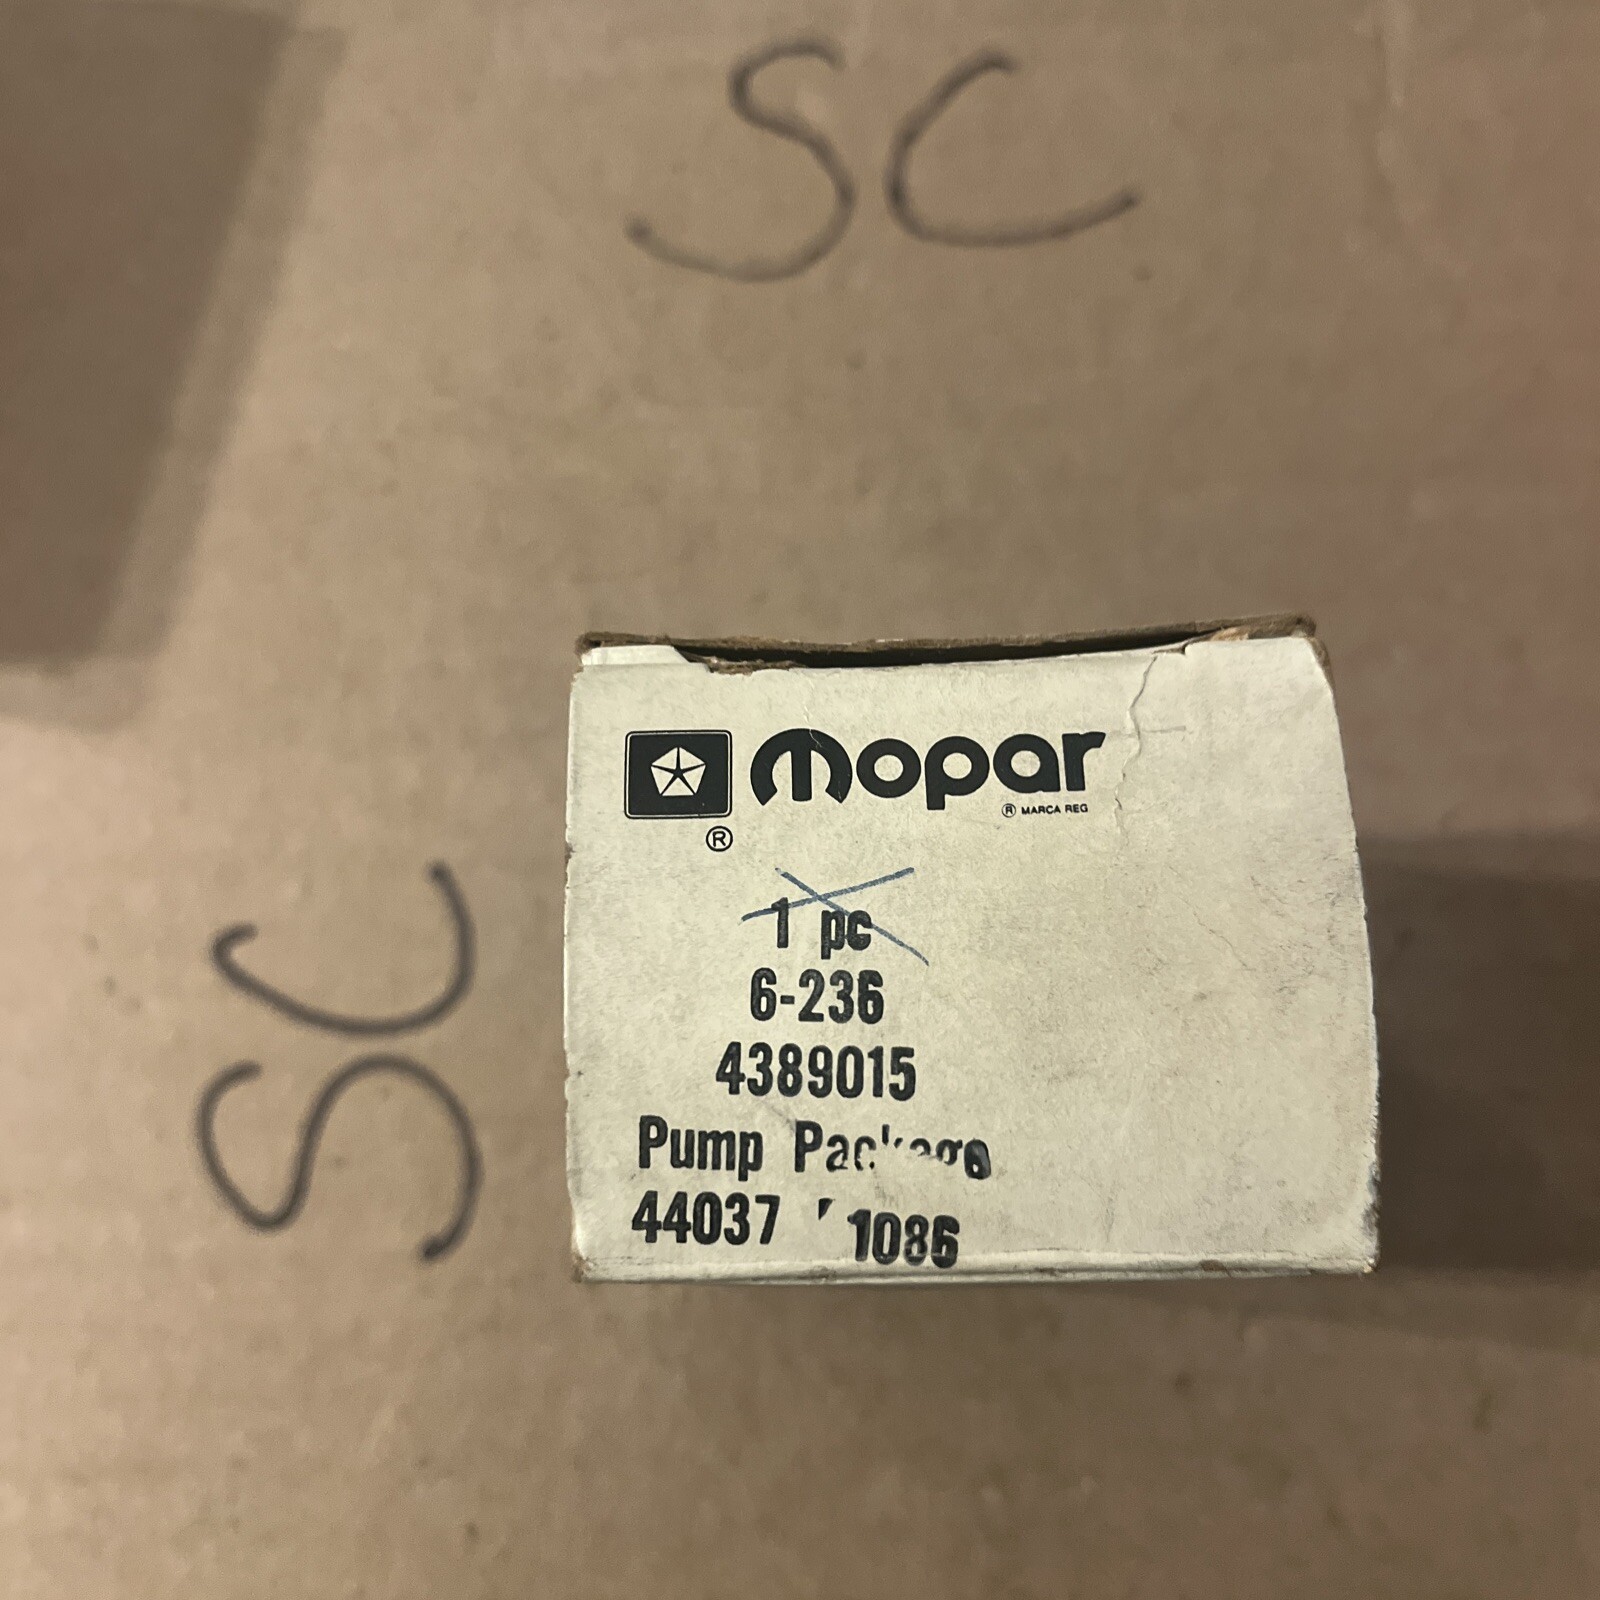 SC
SC
mopar
® MARCA REG
®
1 pc
6-236
4389015
Pump Package
44037 1086